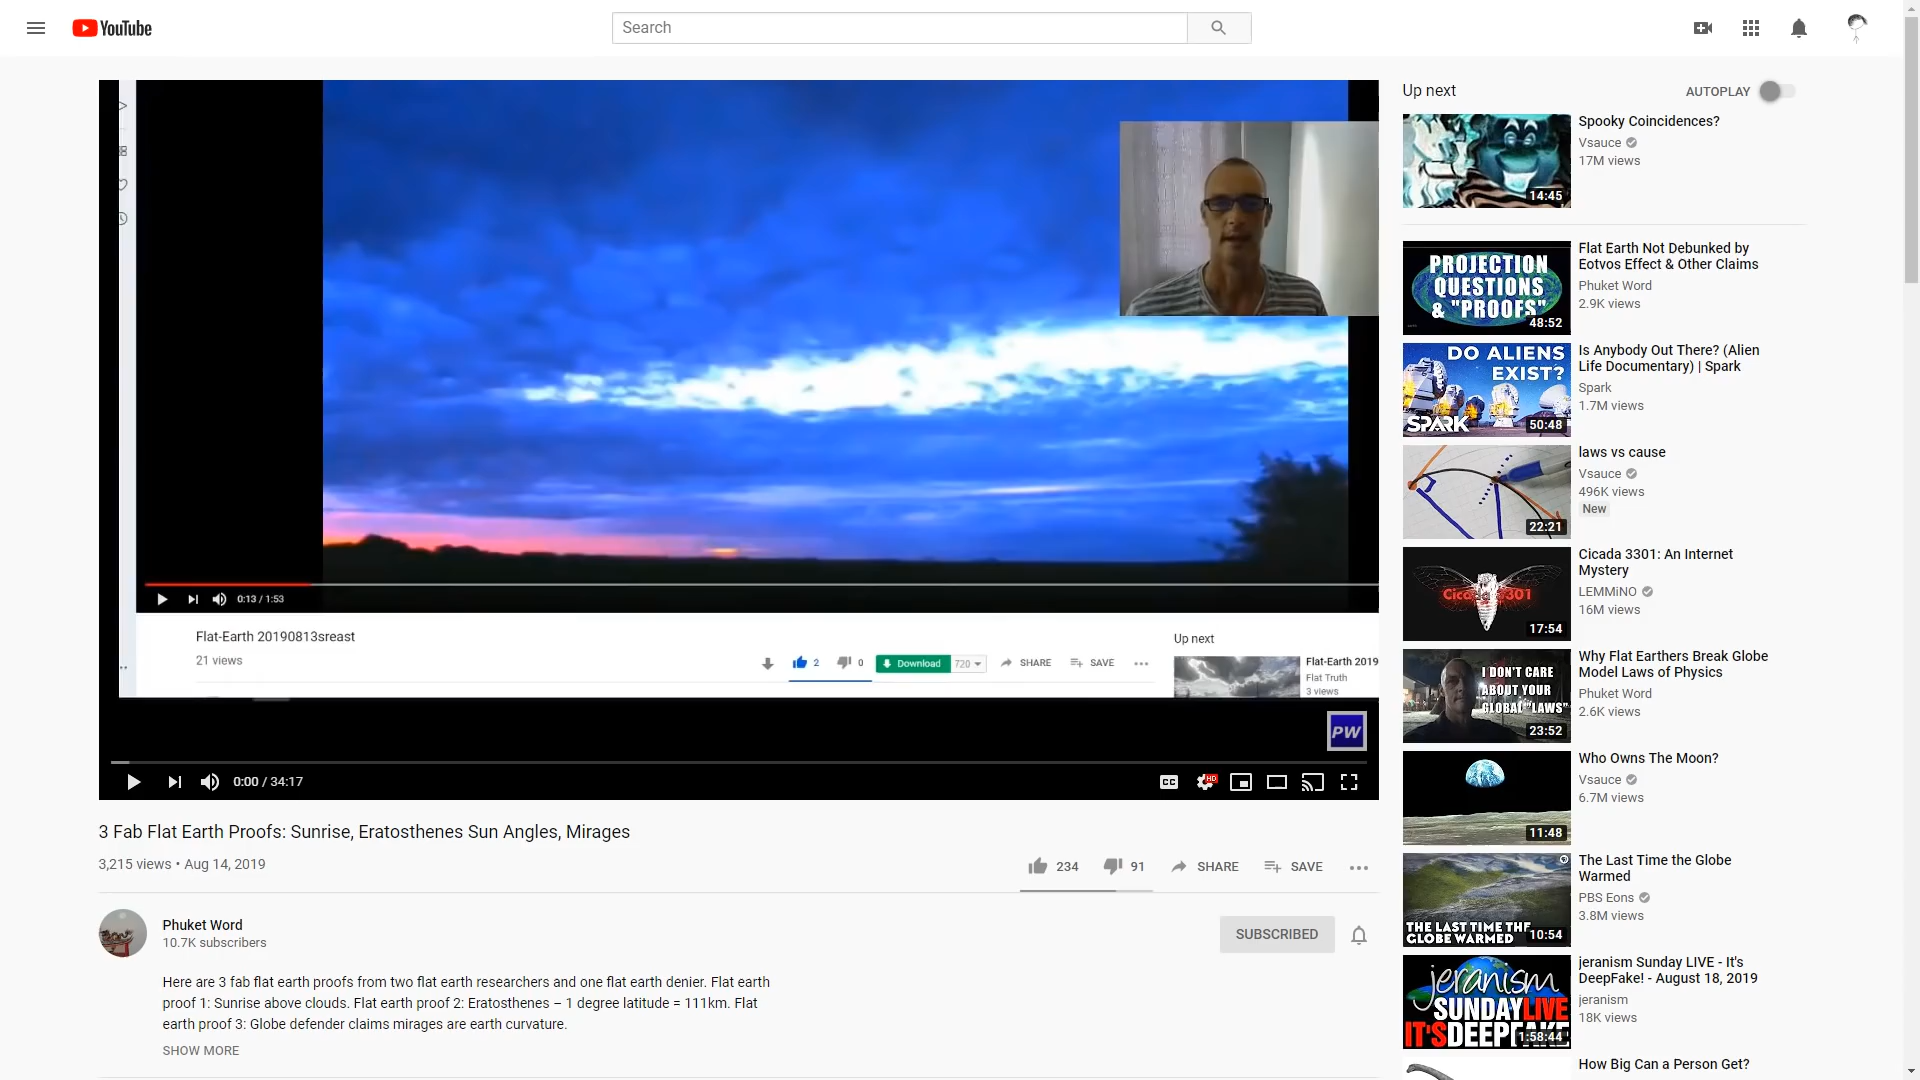 YouTube
Search
0:13 / 1:53
Flat-Earth 20190813sreast
21 views
2
0
Download
720
SHARE
SAVE
Up next
Flat-Earth 2019
Flat Truth
3 views
PW
0:00 / 34:17
CC
HD
3 Fab Flat Earth Proofs: Sunrise, Eratosthenes Sun Angles, Mirages
3,215 views • Aug 14, 2019
234
91
SHARE
SAVE
Phuket Word
10.7K subscribers
SUBSCRIBED
Here are 3 fab flat earth proofs from two flat earth researchers and one flat earth denier. Flat earth
proof 1: Sunrise above clouds. Flat earth proof 2: Eratosthenes – 1 degree latitude = 111km. Flat
earth proof 3: Globe defender claims mirages are earth curvature.
SHOW MORE
Up next
AUTOPLAY
14:45
Spooky Coincidences?
Vsauce
17M views
PROJECTION
QUESTIONS
& "PROOFS"
48:52
Flat Earth Not Debunked by
Eotvos Effect & Other Claims
Phuket Word
2.9K views
DO ALIENS
EXIST?
SPARK
50:48
Is Anybody Out There? (Alien
Life Documentary) | Spark
Spark
1.7M views
22:21
laws vs cause
Vsauce
496K views
New
Cicada 3301
17:54
Cicada 3301: An Internet
Mystery
LEMMiNO
16M views
I DON'T CARE
ABOUT YOUR
GLOBAL "LAWS"
23:52
Why Flat Earthers Break Globe
Model Laws of Physics
Phuket Word
2.6K views
11:48
Who Owns The Moon?
Vsauce
6.7M views
THE LAST TIME THE
GLOBE WARMED
10:54
The Last Time the Globe
Warmed
PBS Eons
3.8M views
jeranism
SUNDAY LIVE
IT'S DEEPFAKE!
1:58:44
jeranism Sunday LIVE - It's
DeepFake! - August 18, 2019
jeranism
18K views
How Big Can a Person Get?